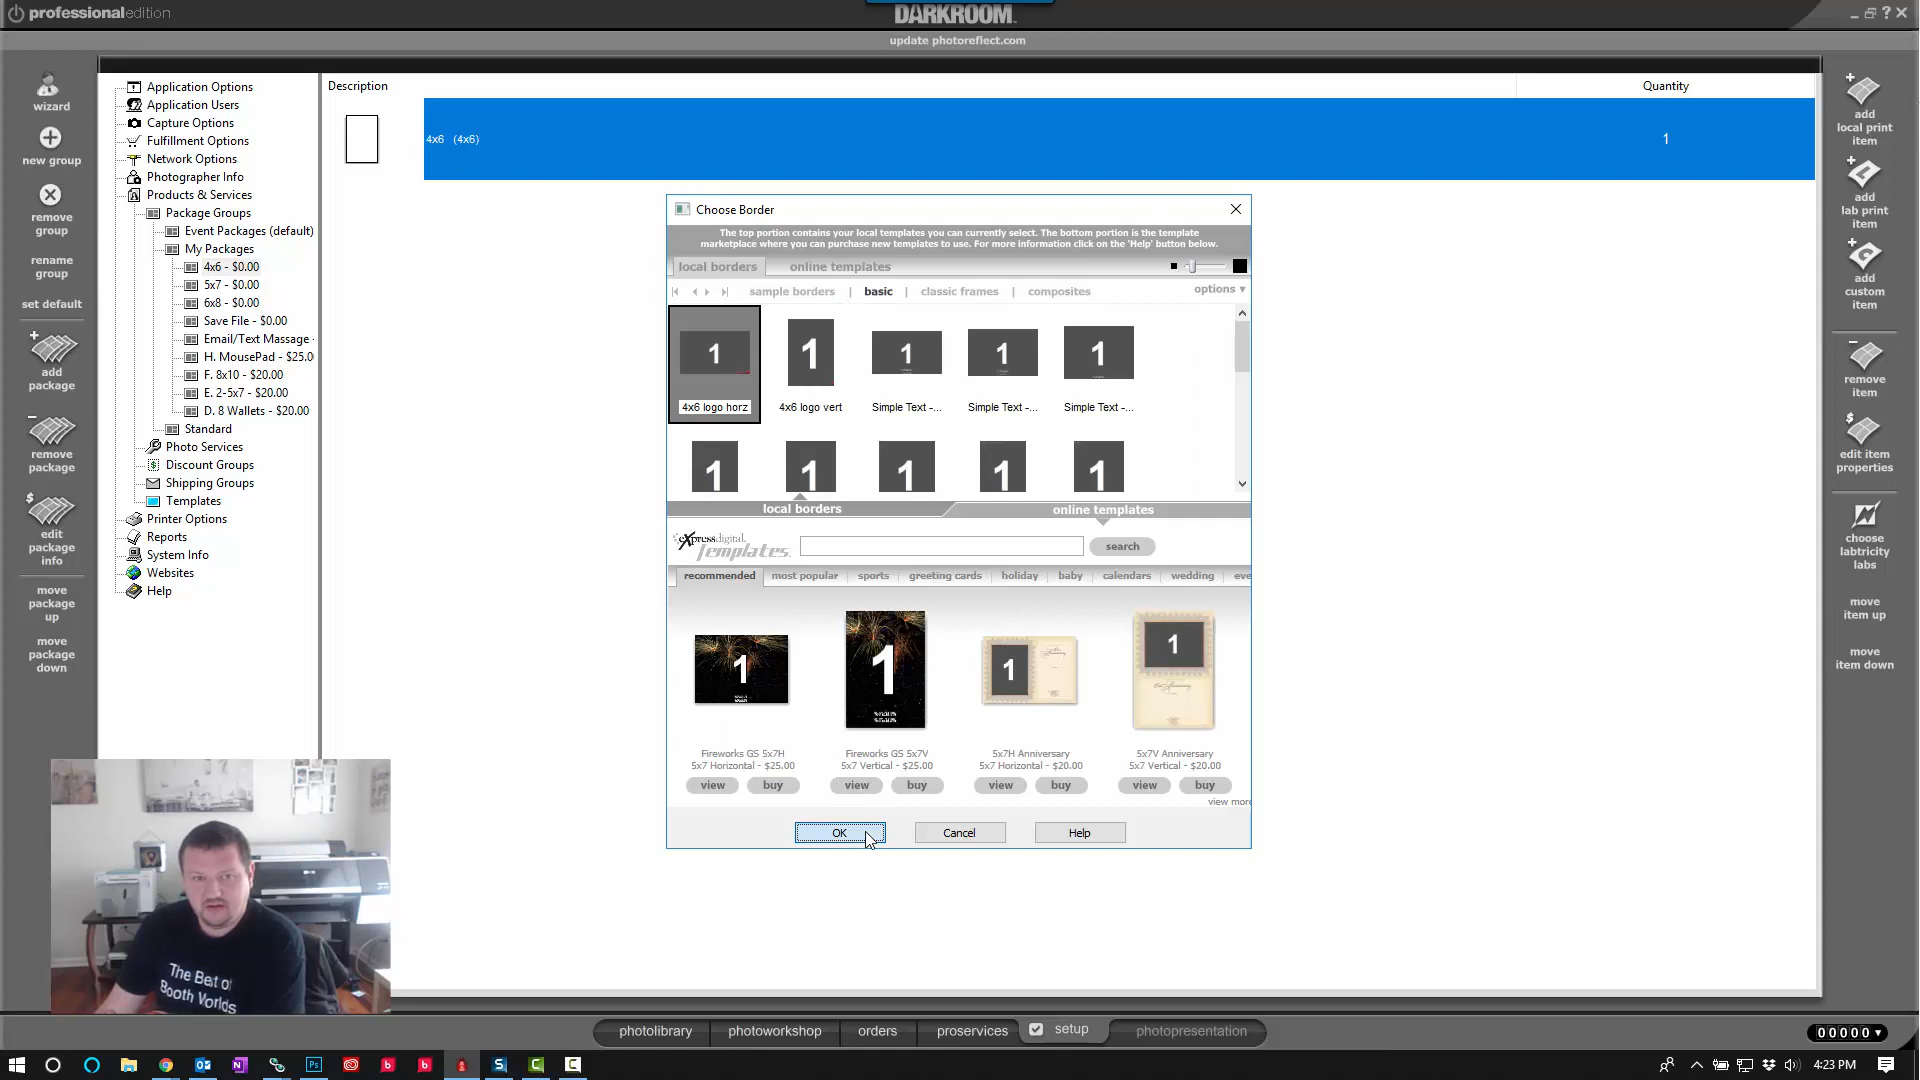 professionaledition
DARKROOM
update photoreflect.com
wizard
new group
remove
group
rename
group
set default
add
package
remove
package
edit
package
info
move
package
up
move
package
down
Application Options
Application Users
Capture Options
Fulfillment Options
Network Options
Photographer Info
Products & Services
Package Groups
Event Packages (default)
My Packages
4x6 - $0.00
5x7 - $0.00
6x8 - $0.00
Save File - $0.00
Email/Text Massage -
H. MousePad - $25.0
F. 8x10 - $20.00
E. 2-5x7 - $20.00
D. 8 Wallets - $20.00
Standard
Photo Services
Discount Groups
Shipping Groups
Templates
Printer Options
Reports
System Info
Websites
Help
Description
Quantity
4x6 (4x6)
1
Choose Border
The top portion contains your local templates you can currently select. The bottom portion is the template
marketplace where you can purchase new templates to use. For more information click on the 'Help' button below.
local borders
online templates
sample borders | basic | classic frames | composites
options
1 1 1 1 1
4x6 logo horz
4x6 logo vert
Simple Text -...
Simple Text -...
Simple Text -...
1 1 1 1 1
local borders
online templates
expressdigital
Templates
search
recommended
most popular
sports
greeting cards
holiday
baby
calendars
wedding
eve
1 1 1 1
Fireworks GS 5x7H
5x7 Horizontal - $25.00
Fireworks GS 5x7V
5x7 Vertical - $25.00
5x7H Anniversary
5x7 Horizontal - $20.00
5x7V Anniversary
5x7 Vertical - $20.00
view buy view buy view buy view buy
view more
OK
Cancel
Help
add
local print
item
add
lab print
item
add
custom
item
remove
item
edit item
properties
choose
labtricity
labs
move
item up
move
item down
The Best of
Booth Worlds
photolibrary
photoworkshop
orders
proservices
setup
photopresentation
00000
4:23 PM